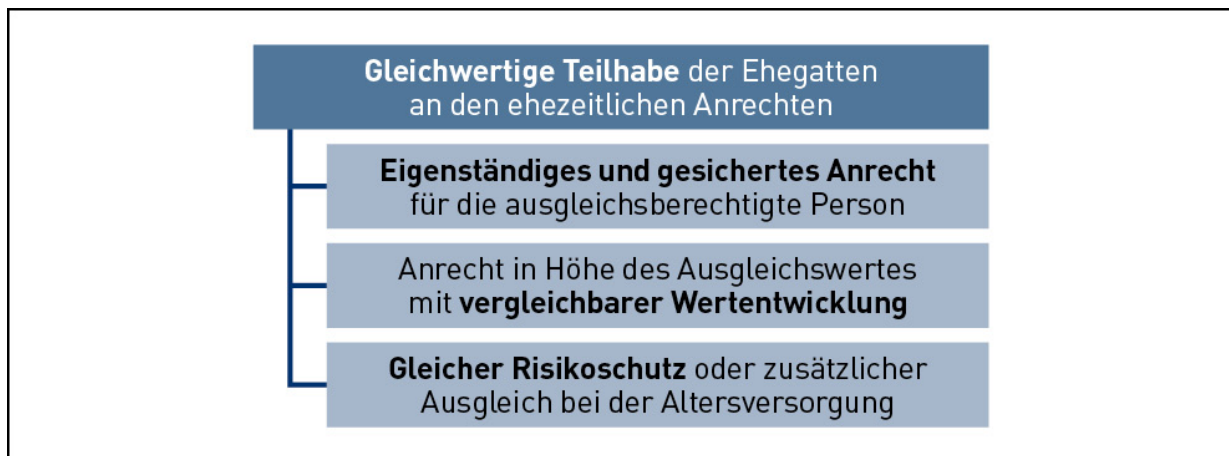 Gleichwertige Teilhabe der Ehegatten
an den ehezeitlichen Anrechten
Eigenständiges und gesichertes Anrecht
für die ausgleichsberechtigte Person
Anrecht in Höhe des Ausgleichswertes
mit vergleichbarer Wertentwicklung
Gleicher Risikoschutz oder zusätzlicher
Ausgleich bei der Altersversorgung